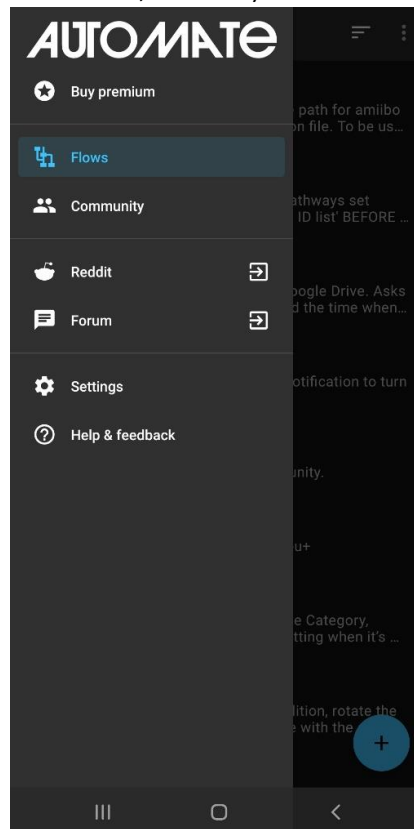 AUTOMATE
Buy premium
Flows
Community
Reddit
Forum
Settings
Help & feedback
path for amiibo
on file. To be us...
athways set
ID list' BEFORE ...
oogle Drive. Asks
d the time when...
otification to turn
unity.
u+
e Category,
tting when it's ...
dition, rotate the
e with the